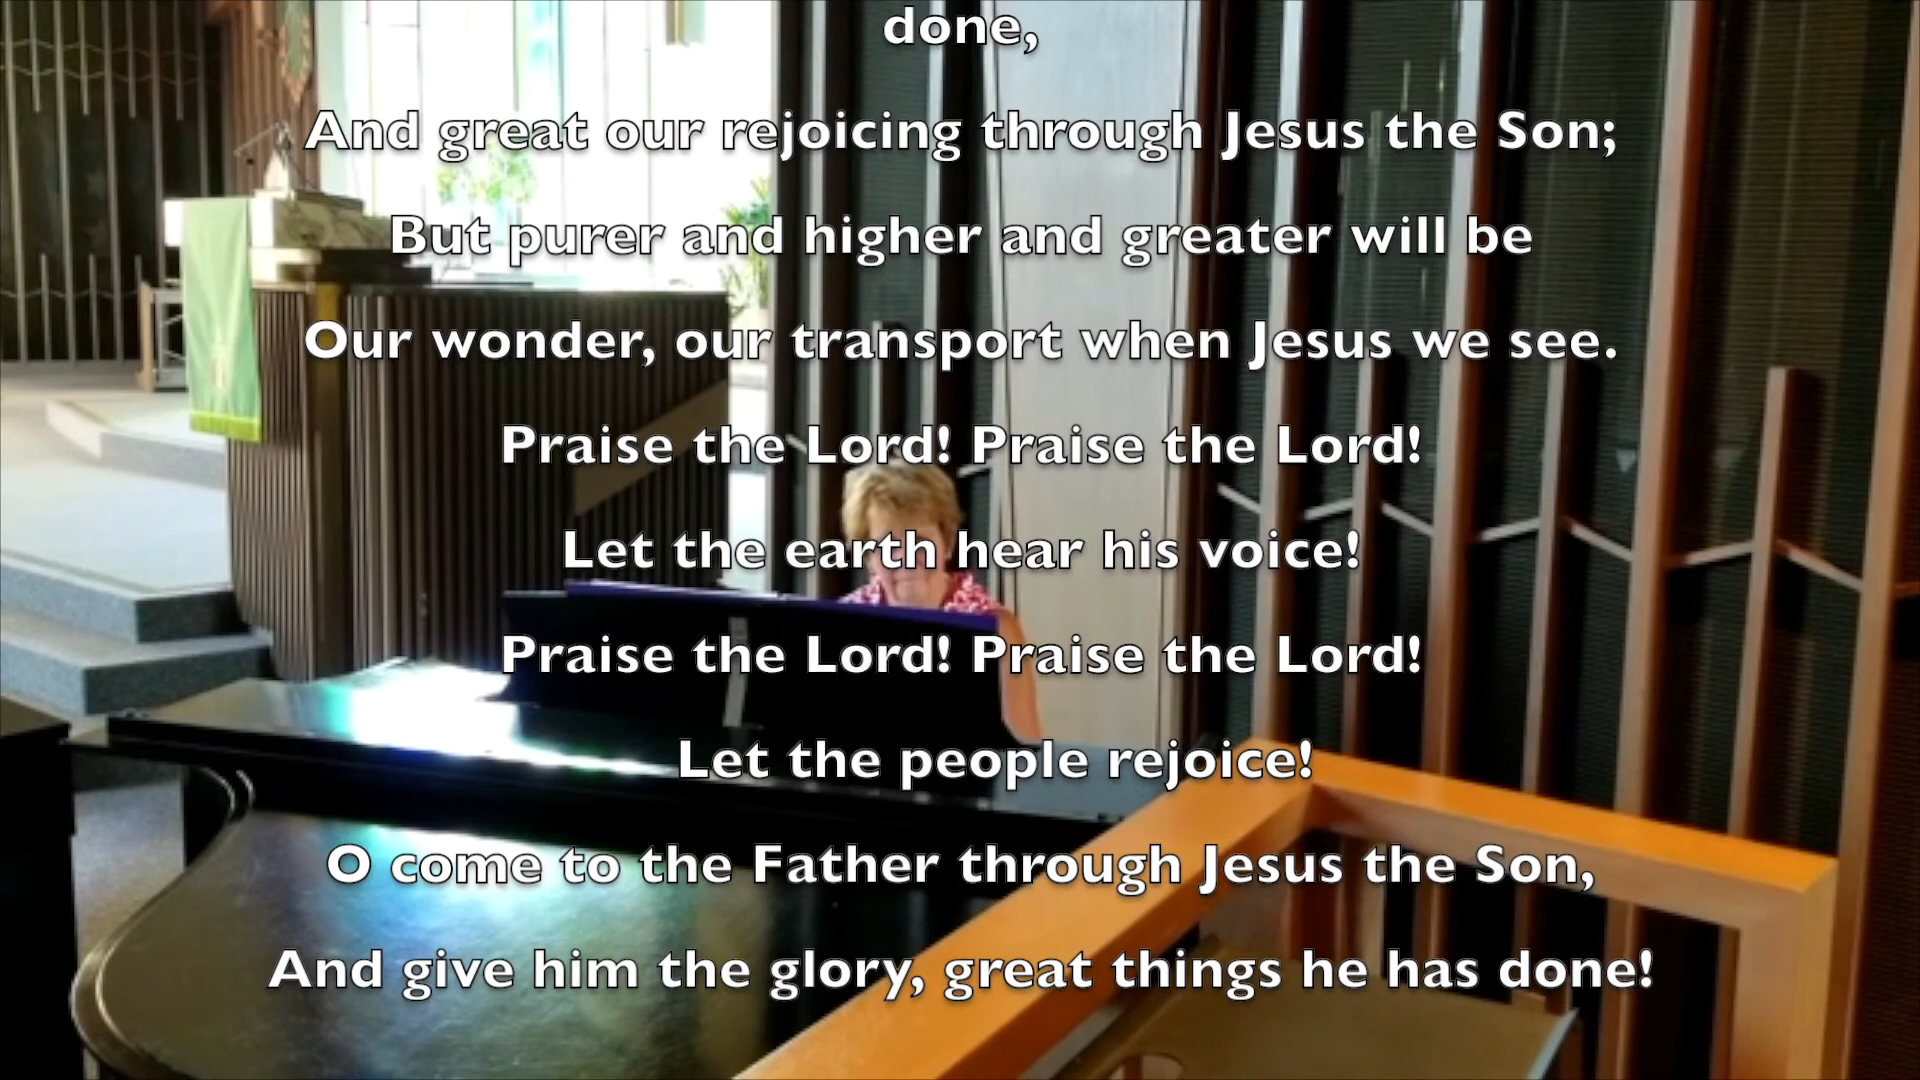 done,
And great our rejoicing through Jesus the Son;
But purer and higher and greater will be
Our wonder, our transport when Jesus we see.
Praise the Lord! Praise the Lord!
Let the earth hear his voice!
Praise the Lord! Praise the Lord!
Let the people rejoice!
O come to the Father through Jesus the Son,
And give him the glory, great things he has done!